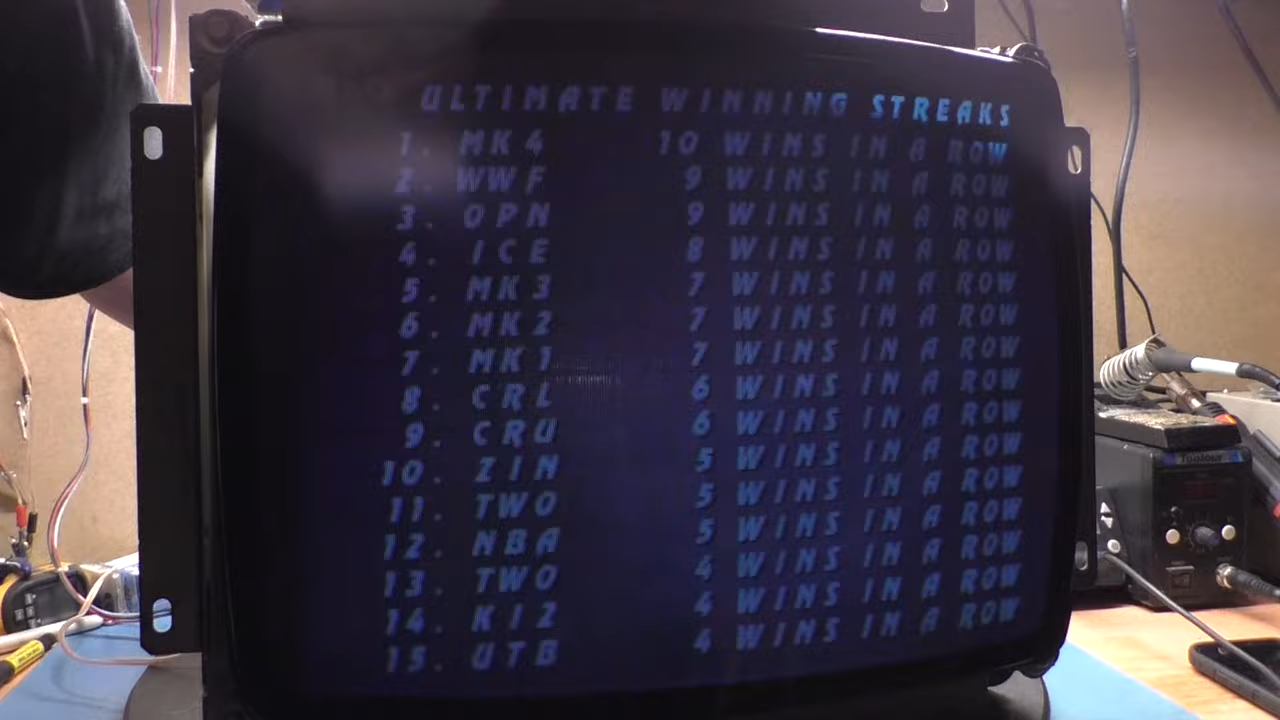 ULTIMATE WINNING STREAKS
1. MK4 10 WINS IN A ROW
2. WWF 9 WINS IN A ROW
3. OPN 9 WINS IN A ROW
4. ICE 8 WINS IN A ROW
5. MK3 7 WINS IN A ROW
6. MK2 7 WINS IN A ROW
7. MK1 7 WINS IN A ROW
8. CRL 6 WINS IN A ROW
9. CRU 6 WINS IN A ROW
10. ZIN 5 WINS IN A ROW
11. TWO 5 WINS IN A ROW
12. NBA 5 WINS IN A ROW
13. TWO 4 WINS IN A ROW
14. KIZ 4 WINS IN A ROW
15. UTB 4 WINS IN A ROW
Toolour